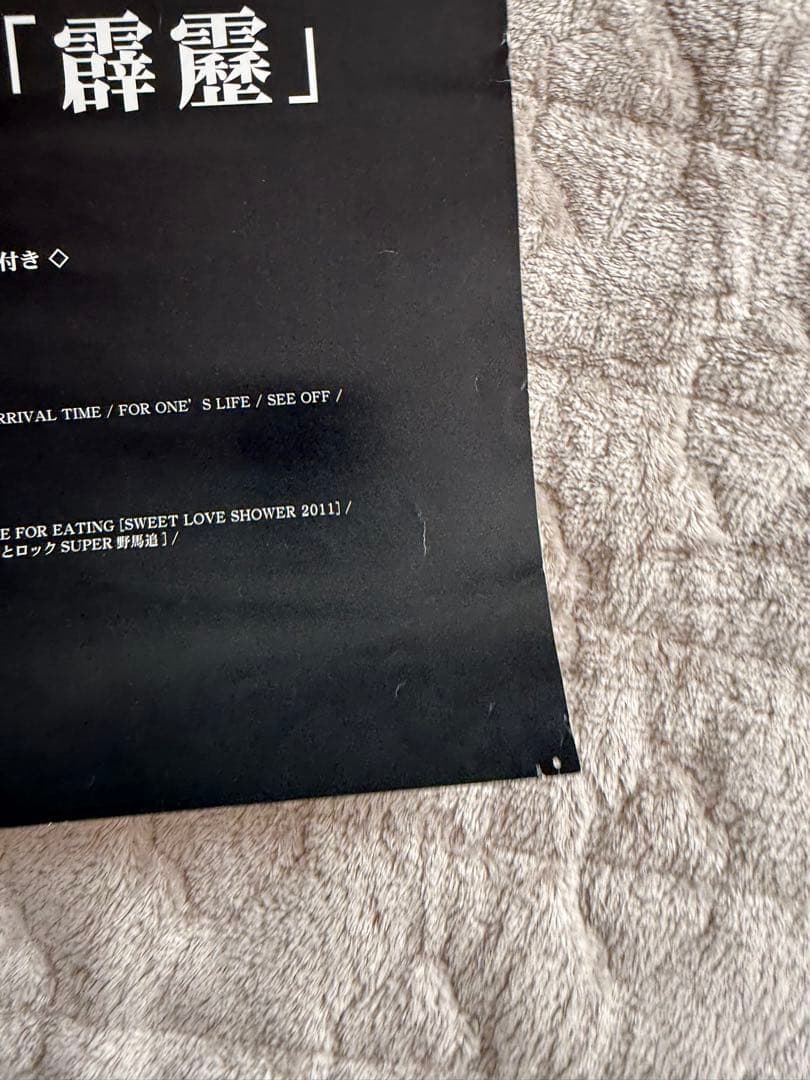 「霹靂」
付き ◇
RRIVAL TIME / FOR ONE’S LIFE / SEE OFF /
E FOR EATING [SWEET LOVE SHOWER 2011] /
とロック SUPER 野馬追 ] /